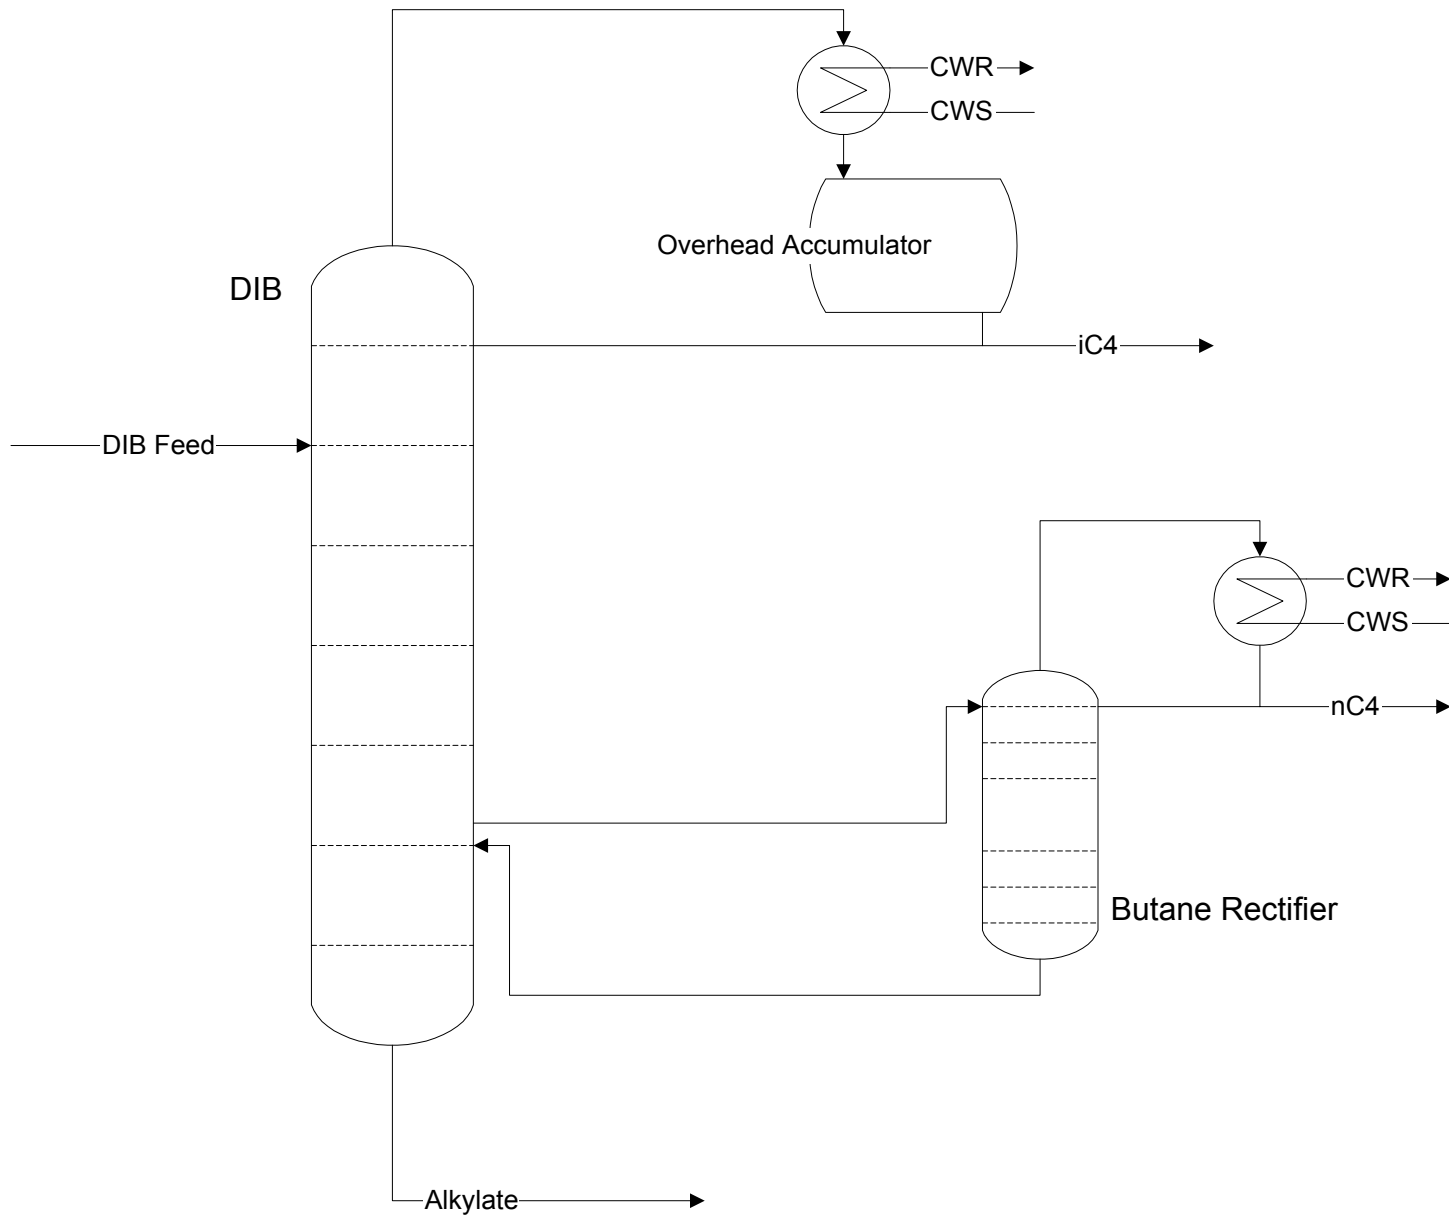 CWR
CWS
Overhead Accumulator
DIB
iC4
DIB Feed
CWR
CWS
nC4
Butane Rectifier
Alkylate